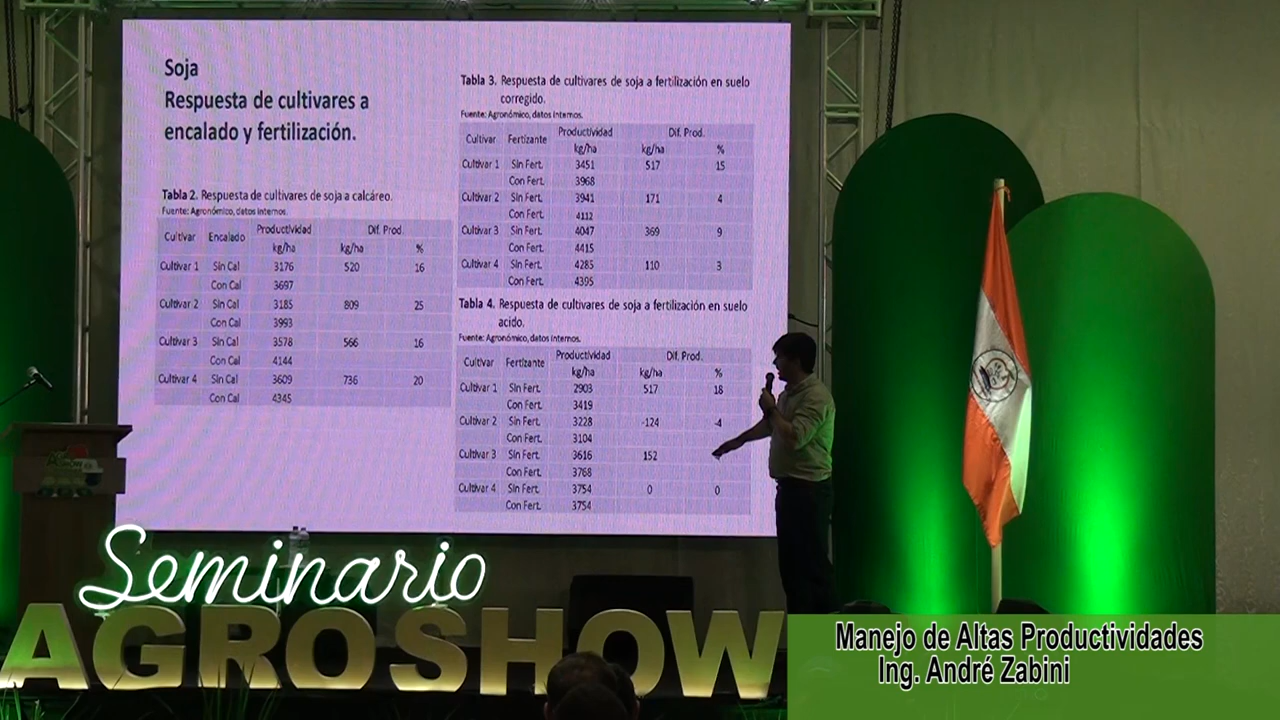 Soja
Respuesta de cultivares a
encalado y fertilización.
Tabla 2. Respuesta de cultivares de soja a calcáreo.
Fuente: Agronómico, datos internos.
Cultivar Encalado Productividad Dif. Prod.
kg/ha kg/ha %
Cultivar 1 Sin Cal 3176 520 16
Con Cal 3697
Cultivar 2 Sin Cal 3185 809 25
Con Cal 3993
Cultivar 3 Sin Cal 3578 566 16
Con Cal 4144
Cultivar 4 Sin Cal 3609 736 20
Con Cal 4345
Tabla 3. Respuesta de cultivares de soja a fertilización en suelo
corregido.
Fuente: Agronómico, datos internos.
Cultivar Fertizante Productividad Dif. Prod.
kg/ha kg/ha %
Cultivar 1 Sin Fert. 3451 517 15
Con Fert. 3968
Cultivar 2 Sin Fert. 3941 171 4
Con Fert. 4112
Cultivar 3 Sin Fert. 4047 369 9
Con Fert. 4415
Cultivar 4 Sin Fert. 4285 110 3
Con Fert. 4395
Tabla 4. Respuesta de cultivares de soja a fertilización en suelo
acido.
Fuente: Agronómico, datos internos.
Cultivar Fertizante Productividad Dif. Prod.
kg/ha kg/ha %
Cultivar 1 Sin Fert. 2903 517 18
Con Fert. 3419
Cultivar 2 Sin Fert. 3228 -124 -4
Con Fert. 3104
Cultivar 3 Sin Fert. 3616 152
Con Fert. 3768
Cultivar 4 Sin Fert. 3754 0 0
Con Fert. 3754
Seminario
AGROSHOW
Manejo de Altas Productividades
Ing. André Zabini